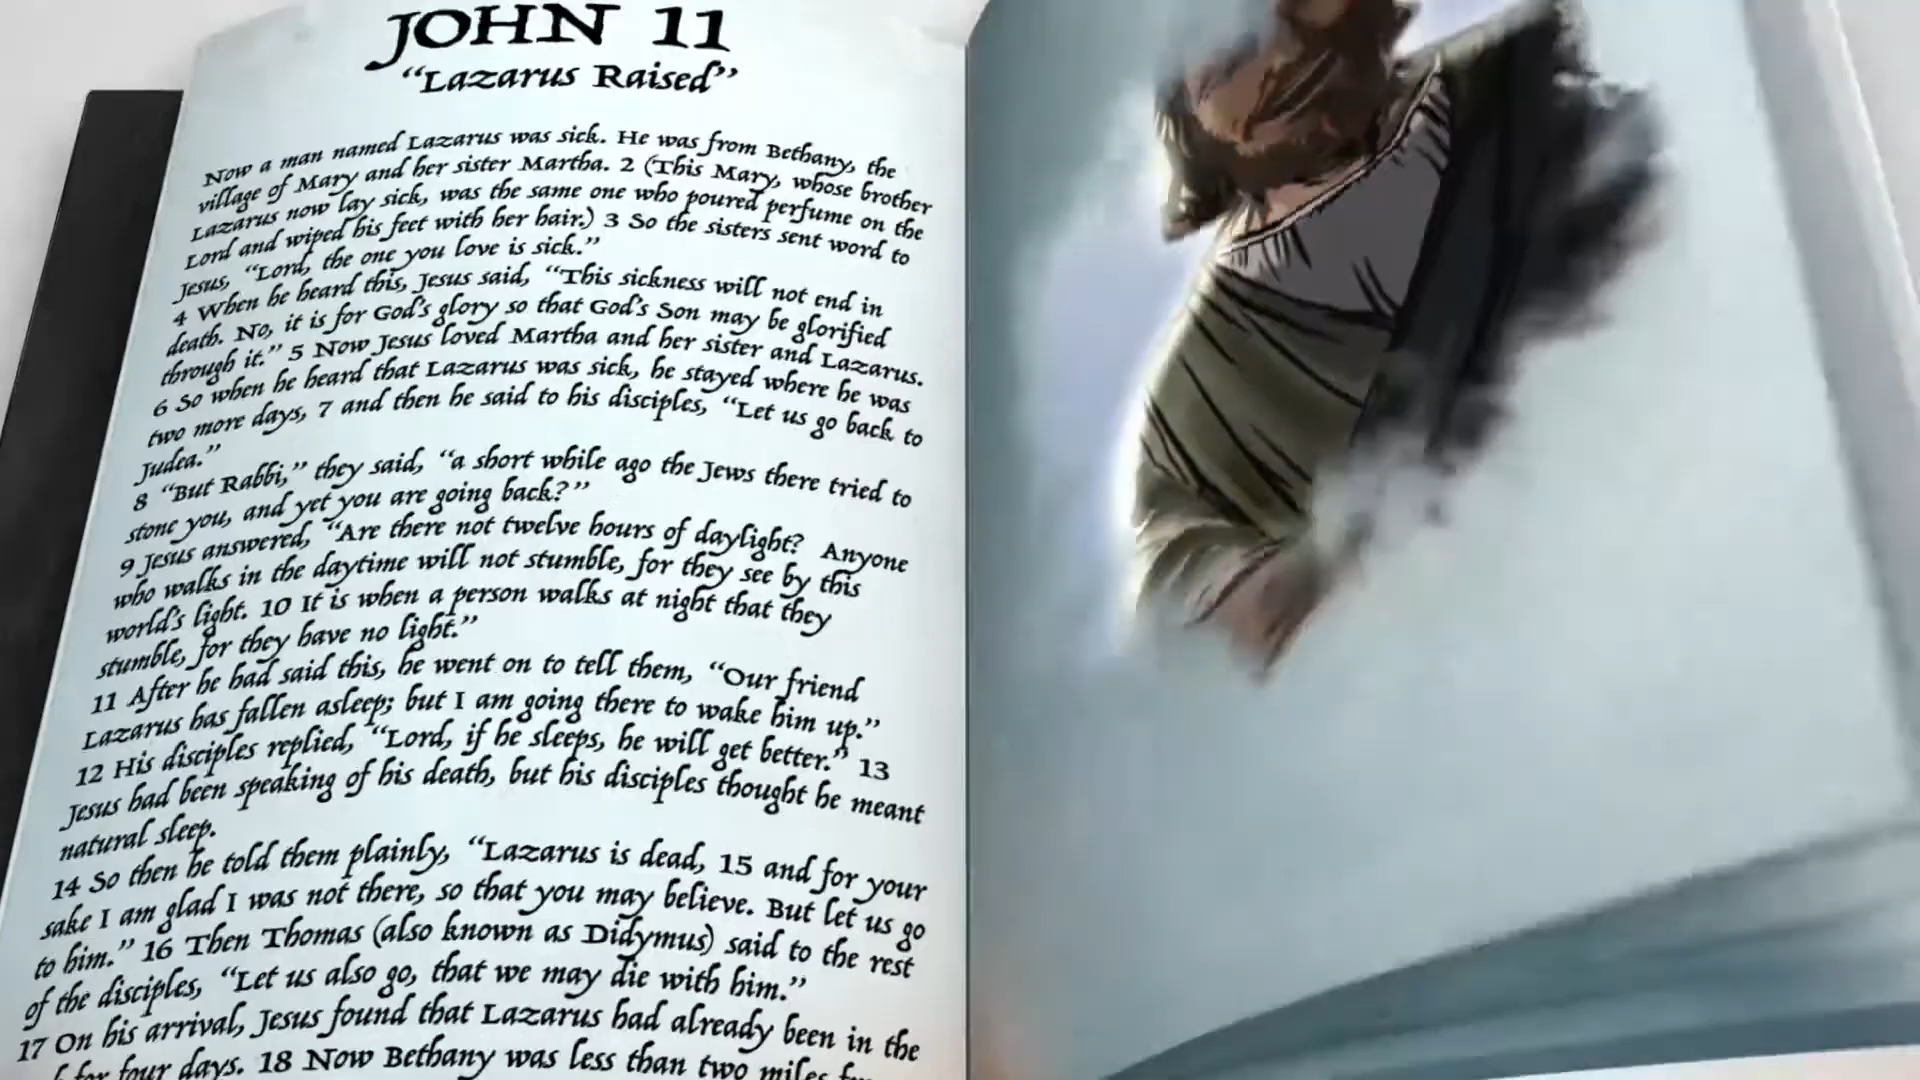 JOHN 11
“Lazarus Raised”
Now a man named Lazarus was sick. He was from Bethany, the
village of Mary and her sister Martha. 2 (This Mary, whose brother
Lazarus now lay sick, was the same one who poured perfume on the
Lord and wiped his feet with her hair.) 3 So the sisters sent word to
Jesus, “Lord, the one you love is sick.”
4 When he heard this, Jesus said, “This sickness will not end in
death. No, it is for God's glory so that God's Son may be glorified
through it.” 5 Now Jesus loved Martha and her sister and Lazarus.
6 So when he heard that Lazarus was sick, he stayed where he was
two more days, 7 and then he said to his disciples, “Let us go back to
Judea.”
8 “But Rabbi,” they said, “a short while ago the Jews there tried to
stone you, and yet you are going back?”
9 Jesus answered, “Are there not twelve hours of daylight? Anyone
who walks in the daytime will not stumble, for they see by this
world's light. 10 It is when a person walks at night that they
stumble, for they have no light.”
11 After he had said this, he went on to tell them, “Our friend
Lazarus has fallen asleep; but I am going there to wake him up.”
12 His disciples replied, “Lord, if he sleeps, he will get better.” 13
Jesus had been speaking of his death, but his disciples thought he meant
natural sleep.
14 So then he told them plainly, “Lazarus is dead, 15 and for your
sake I am glad I was not there, so that you may believe. But let us go
to him.” 16 Then Thomas (also known as Didymus) said to the rest
of the disciples, “Let us also go, that we may die with him.”
17 On his arrival, Jesus found that Lazarus had already been in the
for four days. 18 Now Bethany was less than two miles